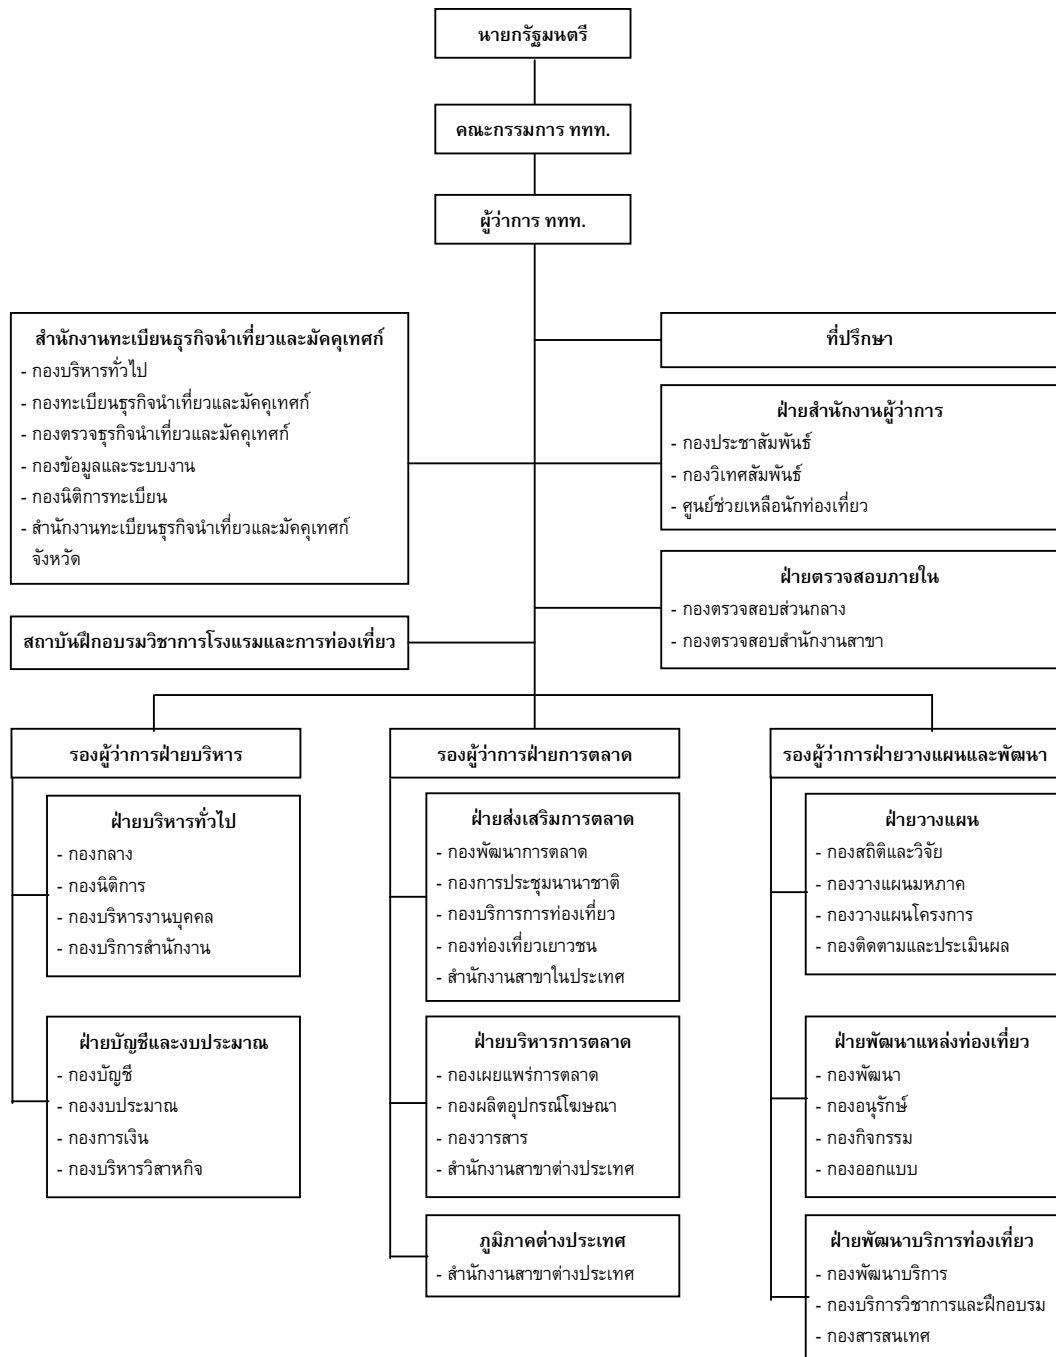 นายกรัฐมนตรี
คณะกรรมการ ททท.
ผู้ว่าการ ททท.
สำนักงานทะเบียนธุรกิจนำเที่ยวและมัคคุเทศก์
- กองบริหารทั่วไป
- กองทะเบียนธุรกิจนำเที่ยวและมัคคุเทศก์
- กองตรวจธุรกิจนำเที่ยวและมัคคุเทศก์
- กองข้อมูลและระบบงาน
- กองนิติการทะเบียน
- สำนักงานทะเบียนธุรกิจนำเที่ยวและมัคคุเทศก์
จังหวัด
ที่ปรึกษา
ฝ่ายสำนักงานผู้ว่าการ
- กองประชาสัมพันธ์
- กองวิเทศสัมพันธ์
- ศูนย์ช่วยเหลือนักท่องเที่ยว
ฝ่ายตรวจสอบภายใน
- กองตรวจสอบส่วนกลาง
- กองตรวจสอบสำนักงานสาขา
สถาบันฝึกอบรมวิชาการโรงแรมและการท่องเที่ยว
รองผู้ว่าการฝ่ายบริหาร
ฝ่ายบริหารทั่วไป
- กองกลาง
- กองนิติการ
- กองบริหารงานบุคคล
- กองบริการสำนักงาน
ฝ่ายบัญชีและงบประมาณ
- กองบัญชี
- กองงบประมาณ
- กองการเงิน
- กองบริหารวิสาหกิจ
รองผู้ว่าการฝ่ายการตลาด
ฝ่ายส่งเสริมการตลาด
- กองพัฒนาการตลาด
- กองการประชุมนานาชาติ
- กองบริการการท่องเที่ยว
- กองท่องเที่ยวเยาวชน
- สำนักงานสาขาในประเทศ
ฝ่ายบริหารการตลาด
- กองเผยแพร่การตลาด
- กองผลิตอุปกรณ์โฆษณา
- กองวารสาร
- สำนักงานสาขาต่างประเทศ
ภูมิภาคต่างประเทศ
- สำนักงานสาขาต่างประเทศ
รองผู้ว่าการฝ่ายวางแผนและพัฒนา
ฝ่ายวางแผน
- กองสถิติและวิจัย
- กองวางแผนมหภาค
- กองวางแผนโครงการ
- กองติดตามและประเมินผล
ฝ่ายพัฒนาแหล่งท่องเที่ยว
- กองพัฒนา
- กองอนุรักษ์
- กองกิจกรรม
- กองออกแบบ
ฝ่ายพัฒนาบริการท่องเที่ยว
- กองพัฒนาบริการ
- กองบริการวิชาการและฝึกอบรม
- กองสารสนเทศ